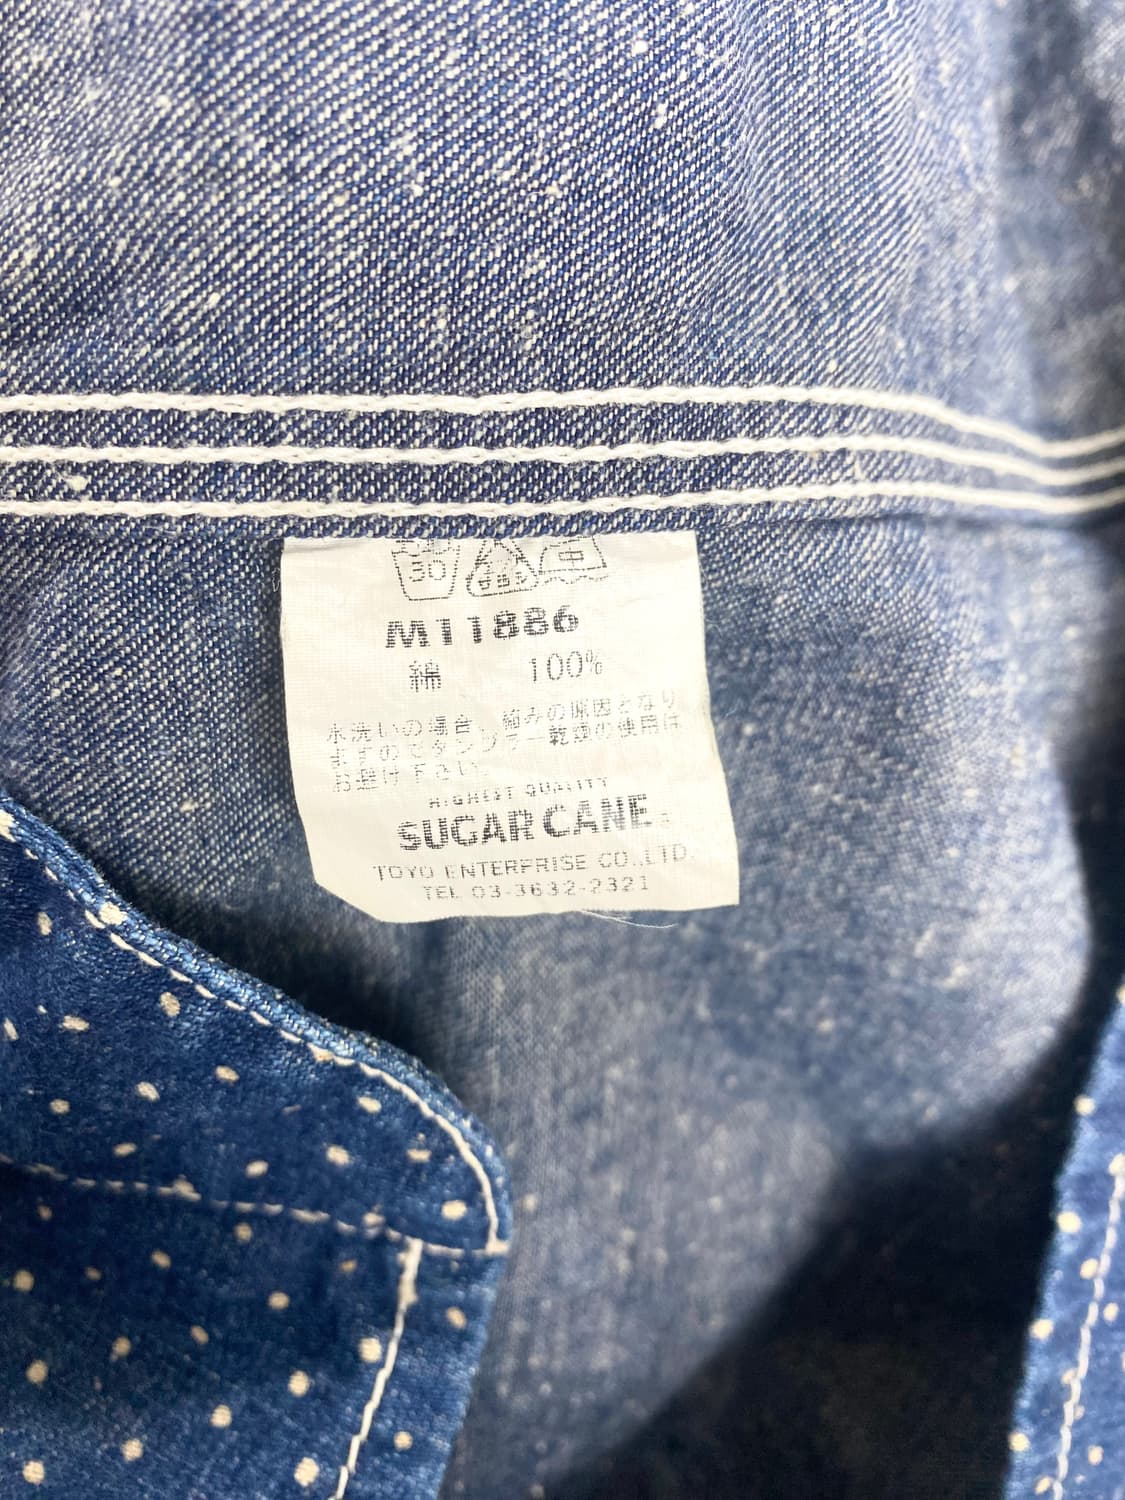 30
M11886
綿 100%
水洗いの場合、縮みの原因となり
ますのでタンブラー乾燥の使用は
お避け下さい。
HIGHEST QUALITY
SUGAR CANE
TOYO ENTERPRISE CO.,LTD.
TEL 03-3632-2321